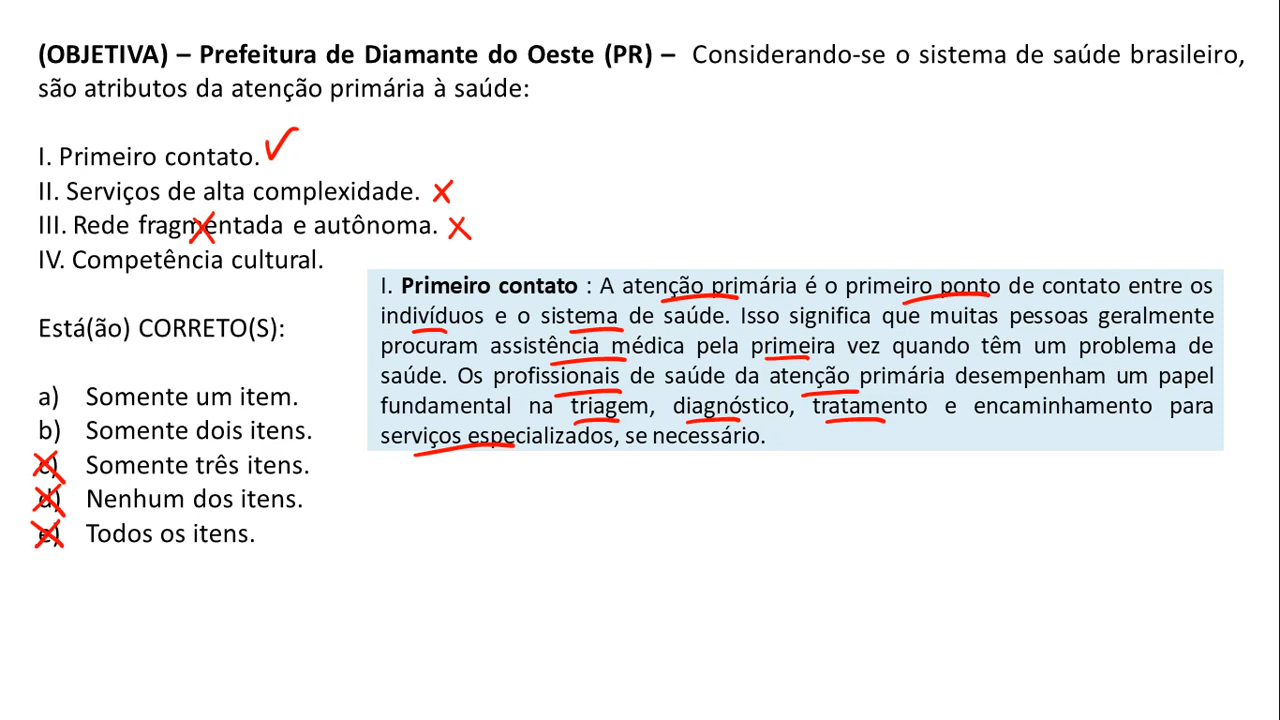 (OBJETIVA) – Prefeitura de Diamante do Oeste (PR) – Considerando-se o sistema de saúde brasileiro,
são atributos da atenção primária à saúde:
I. Primeiro contato.
II. Serviços de alta complexidade.
III. Rede fragmentada e autônoma.
IV. Competência cultural.
I. Primeiro contato : A atenção primária é o primeiro ponto de contato entre os
indivíduos e o sistema de saúde. Isso significa que muitas pessoas geralmente
procuram assistência médica pela primeira vez quando têm um problema de
saúde. Os profissionais de saúde da atenção primária desempenham um papel
fundamental na triagem, diagnóstico, tratamento e encaminhamento para
serviços especializados, se necessário.
Está(ão) CORRETO(S):
a) Somente um item.
b) Somente dois itens.
c) Somente três itens.
d) Nenhum dos itens.
e) Todos os itens.